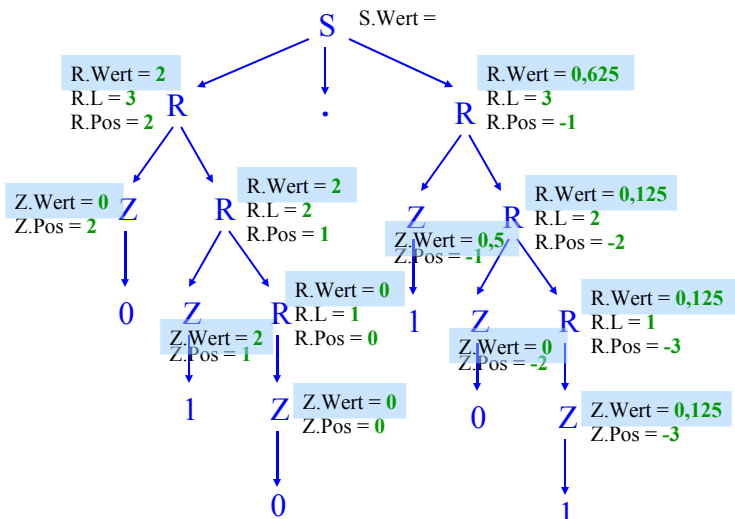 S
S.Wert =
R.Wert = 2
R.L = 3
R.Pos = 2
R
.
R
R.Wert = 0,625
R.L = 3
R.Pos = -1
Z.Wert = 0
Z.Pos = 2
Z
R
R.Wert = 2
R.L = 2
R.Pos = 1
Z
Z.Wert = 0,5
Z.Pos = -1
R
R.Wert = 0,125
R.L = 2
R.Pos = -2
0
Z
Z.Wert = 2
Z.Pos = 1
R
R.Wert = 0
R.L = 1
R.Pos = 0
1
Z
Z.Wert = 0
Z.Pos = -2
R
R.Wert = 0,125
R.L = 1
R.Pos = -3
1
Z
Z.Wert = 0
Z.Pos = 0
0
Z
Z.Wert = 0,125
Z.Pos = -3
0
1